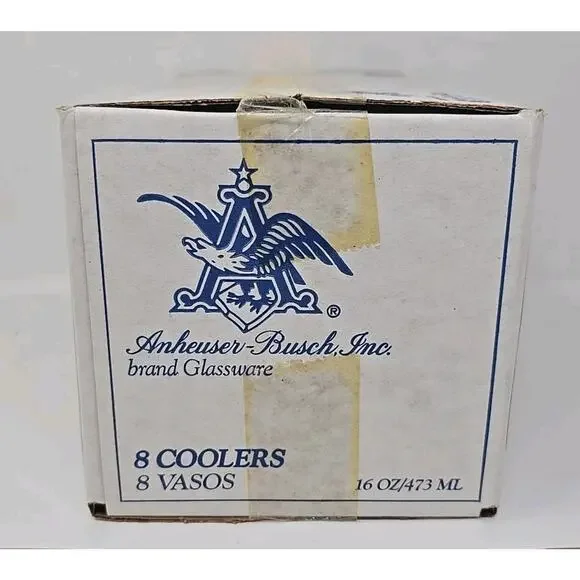 A
®
Anheuser-Busch, Inc.
brand Glassware
8 COOLERS
8 VASOS
16 OZ/473 ML